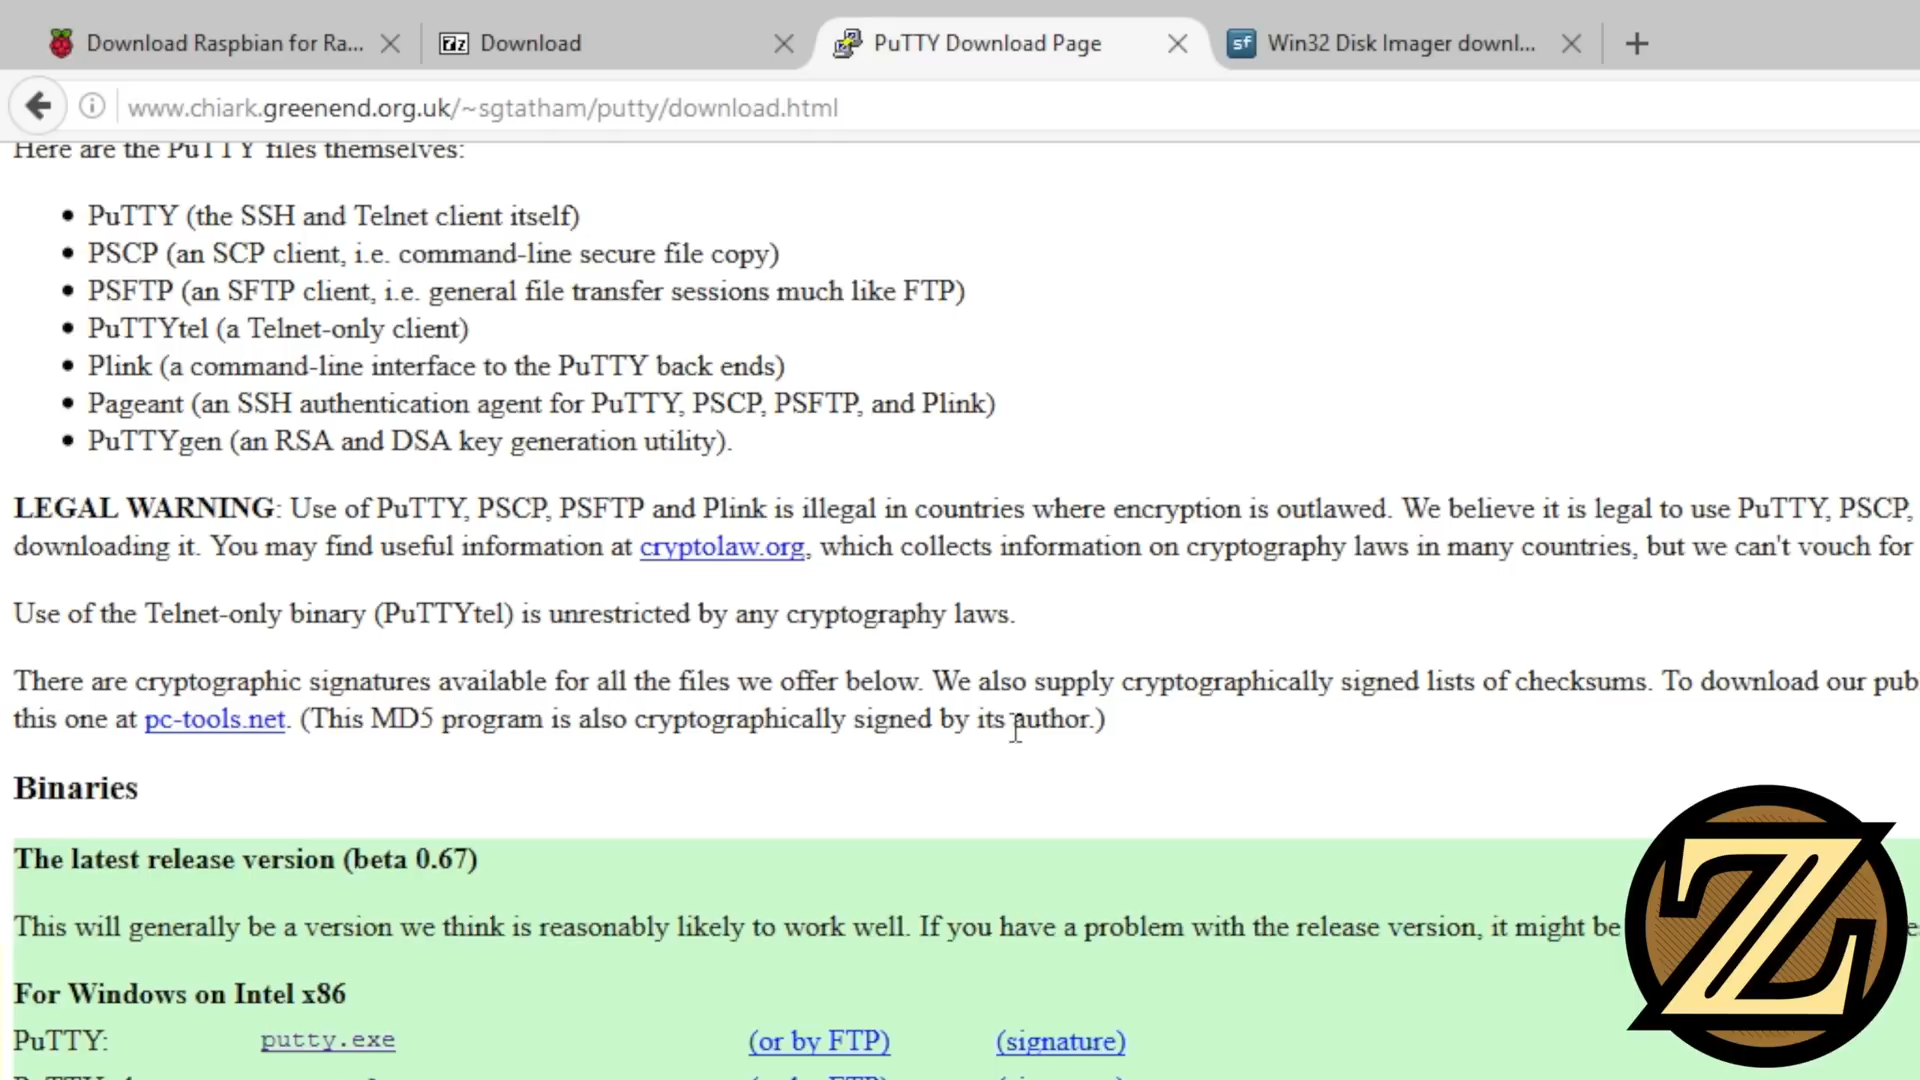 Download Raspbian for Ra...
7z Download
PuTTY Download Page
sf Win32 Disk Imager downl...
www.chiark.greenend.org.uk/~sgtatham/putty/download.html
Here are the PuTTY files themselves:
PuTTY (the SSH and Telnet client itself)
PSCP (an SCP client, i.e. command-line secure file copy)
PSFTP (an SFTP client, i.e. general file transfer sessions much like FTP)
PuTTYtel (a Telnet-only client)
Plink (a command-line interface to the PuTTY back ends)
Pageant (an SSH authentication agent for PuTTY, PSCP, PSFTP, and Plink)
PuTTYgen (an RSA and DSA key generation utility).
LEGAL WARNING: Use of PuTTY, PSCP, PSFTP and Plink is illegal in countries where encryption is outlawed. We believe it is legal to use PuTTY, PSCP,
downloading it. You may find useful information at cryptolaw.org, which collects information on cryptography laws in many countries, but we can't vouch for
Use of the Telnet-only binary (PuTTYtel) is unrestricted by any cryptography laws.
There are cryptographic signatures available for all the files we offer below. We also supply cryptographically signed lists of checksums. To download our pub
this one at pc-tools.net. (This MD5 program is also cryptographically signed by its author.)
Binaries
The latest release version (beta 0.67)
This will generally be a version we think is reasonably likely to work well. If you have a problem with the release version, it might be
For Windows on Intel x86
PuTTY: putty.exe (or by FTP) (signature)
Z